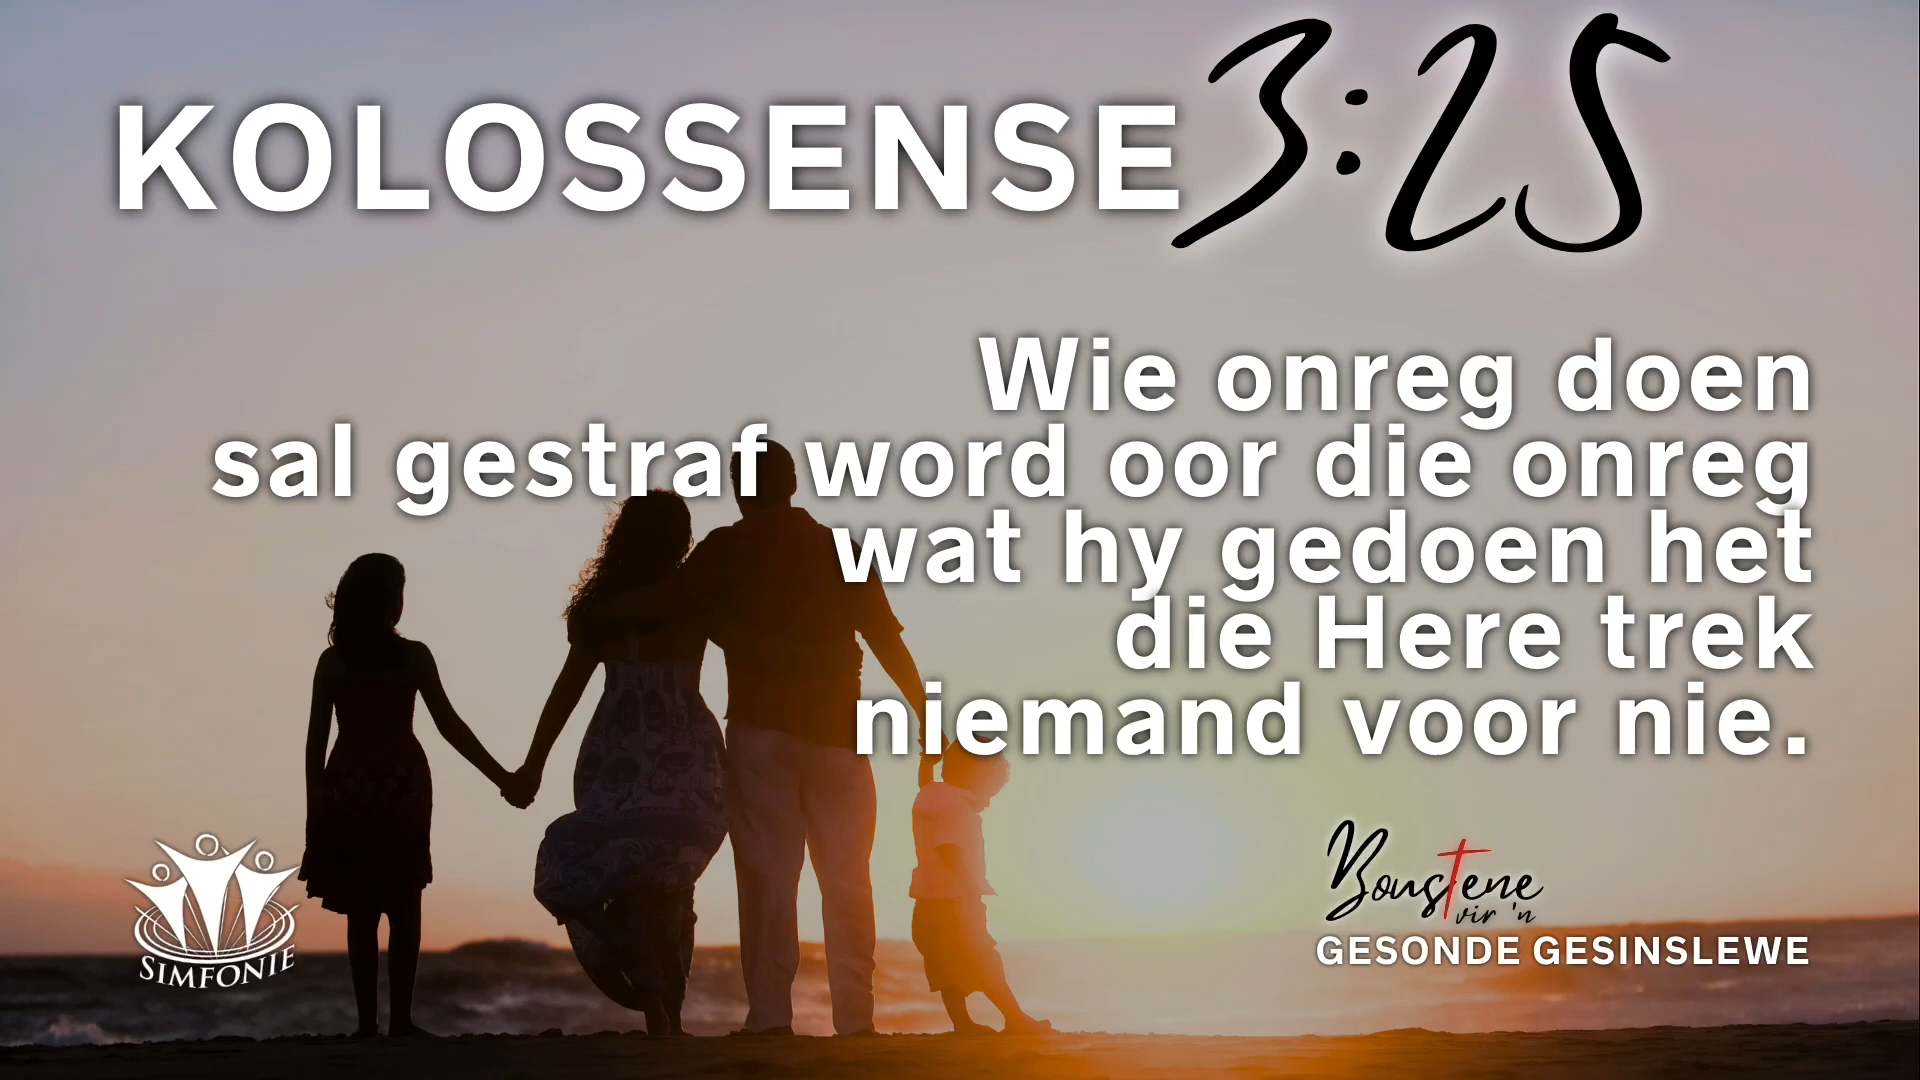 KOLOSSENSE 3:25
Wie onreg doen
sal gestraf word oor die onreg
wat hy gedoen het
die Here trek
niemand voor nie.
SIMFONIE
Boustene
vir 'n
GESONDE GESINSLEWE